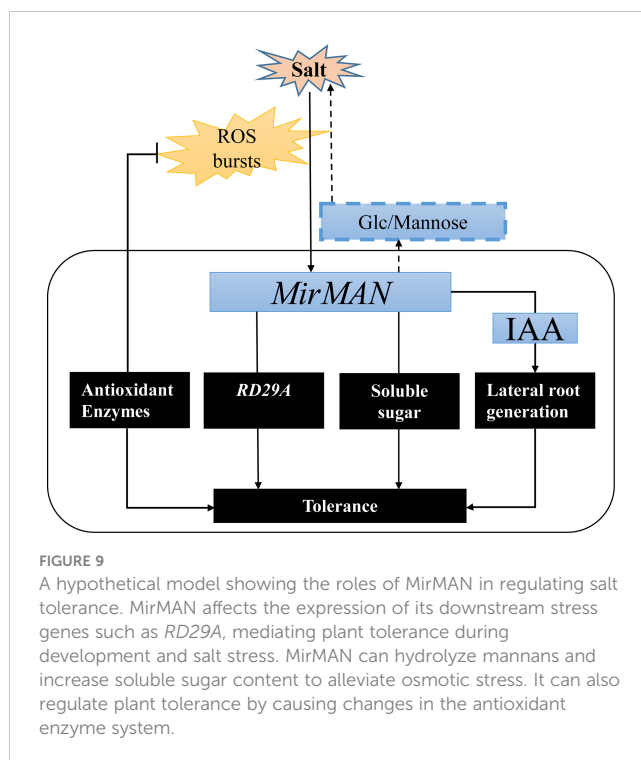 Salt
ROS
bursts
Glc/Mannose
MirMAN
IAA
Antioxidant
Enzymes
RD29A
Soluble
sugar
Lateral root
generation
Tolerance
FIGURE 9
A hypothetical model showing the roles of MirMAN in regulating salt
tolerance. MirMAN affects the expression of its downstream stress
genes such as RD29A, mediating plant tolerance during
development and salt stress. MirMAN can hydrolyze mannans and
increase soluble sugar content to alleviate osmotic stress. It can also
regulate plant tolerance by causing changes in the antioxidant
enzyme system.